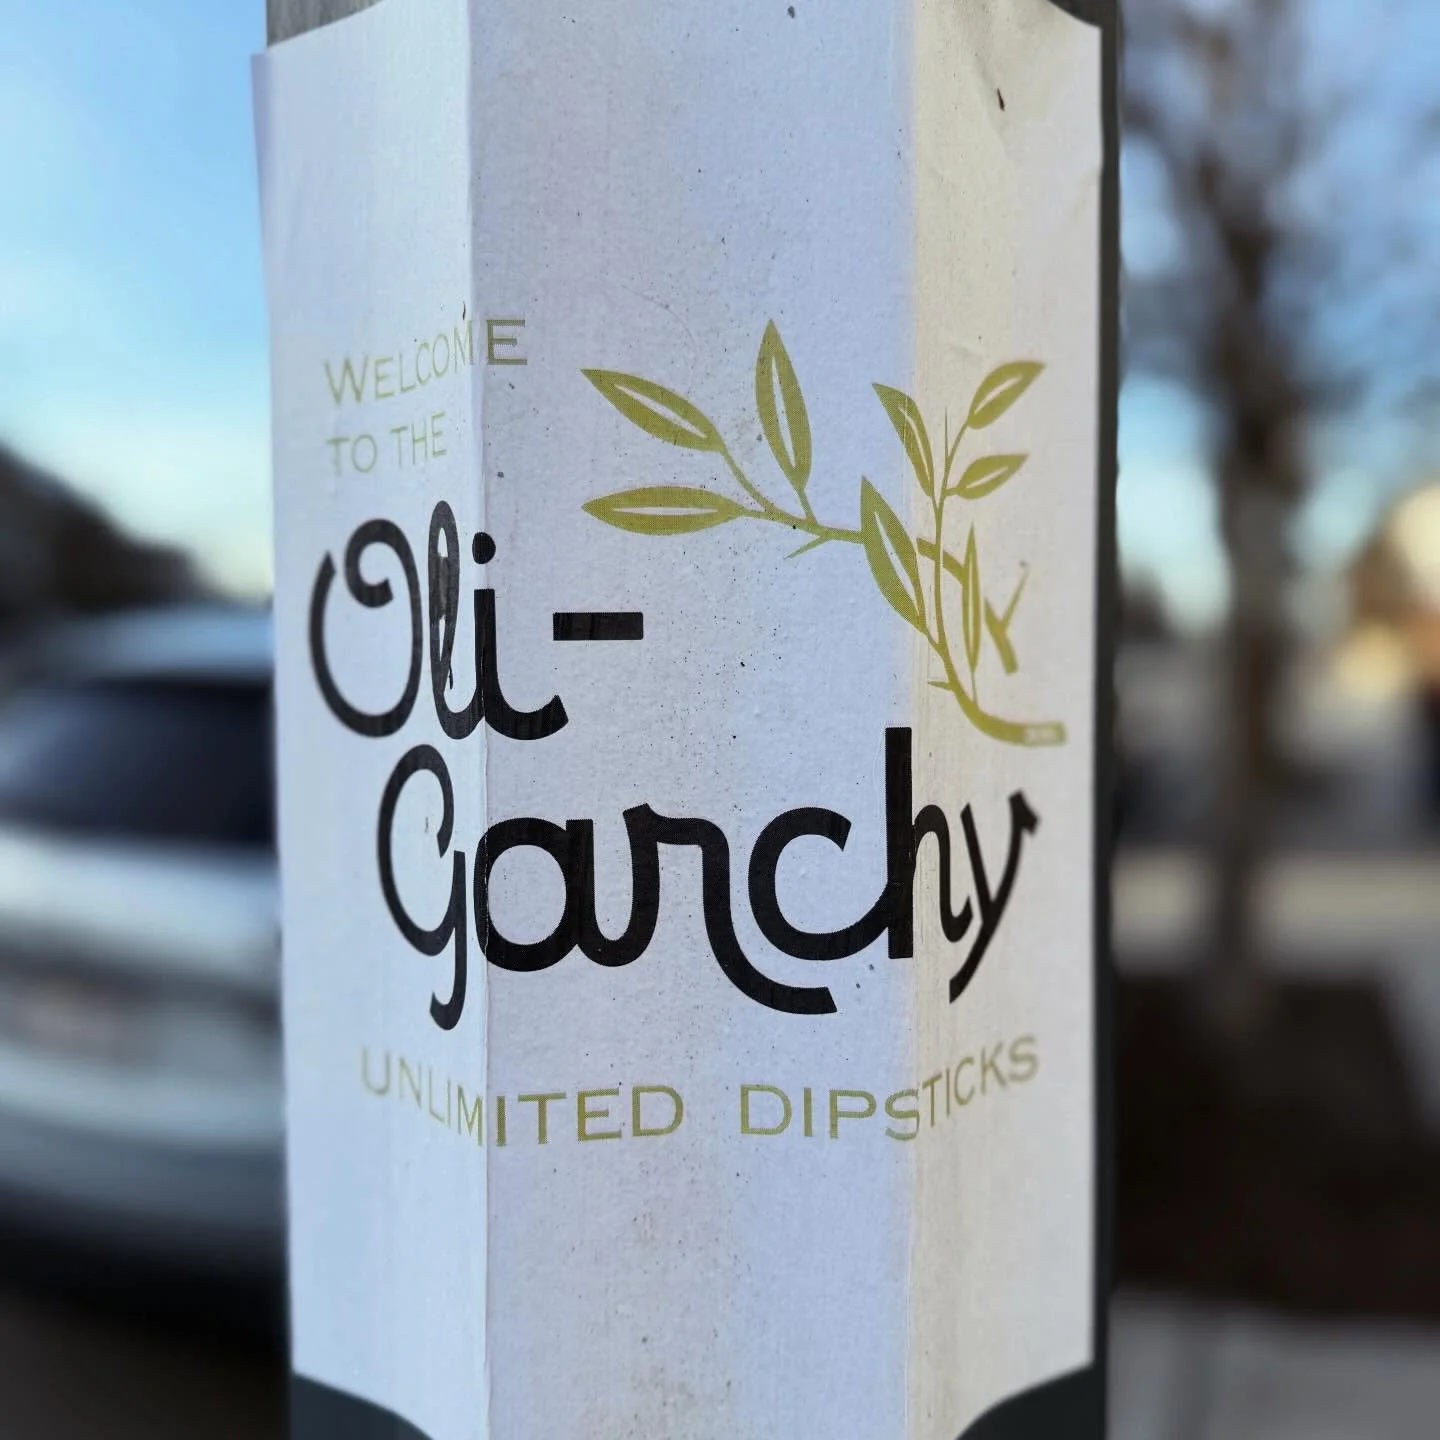 WELCOME
TO THE
Oli-
Garchy
UNLIMITED DIPSTICKS